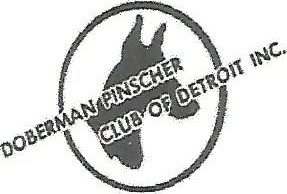 DOBERMAN PINSCHER
CLUB OF DETROIT INC.